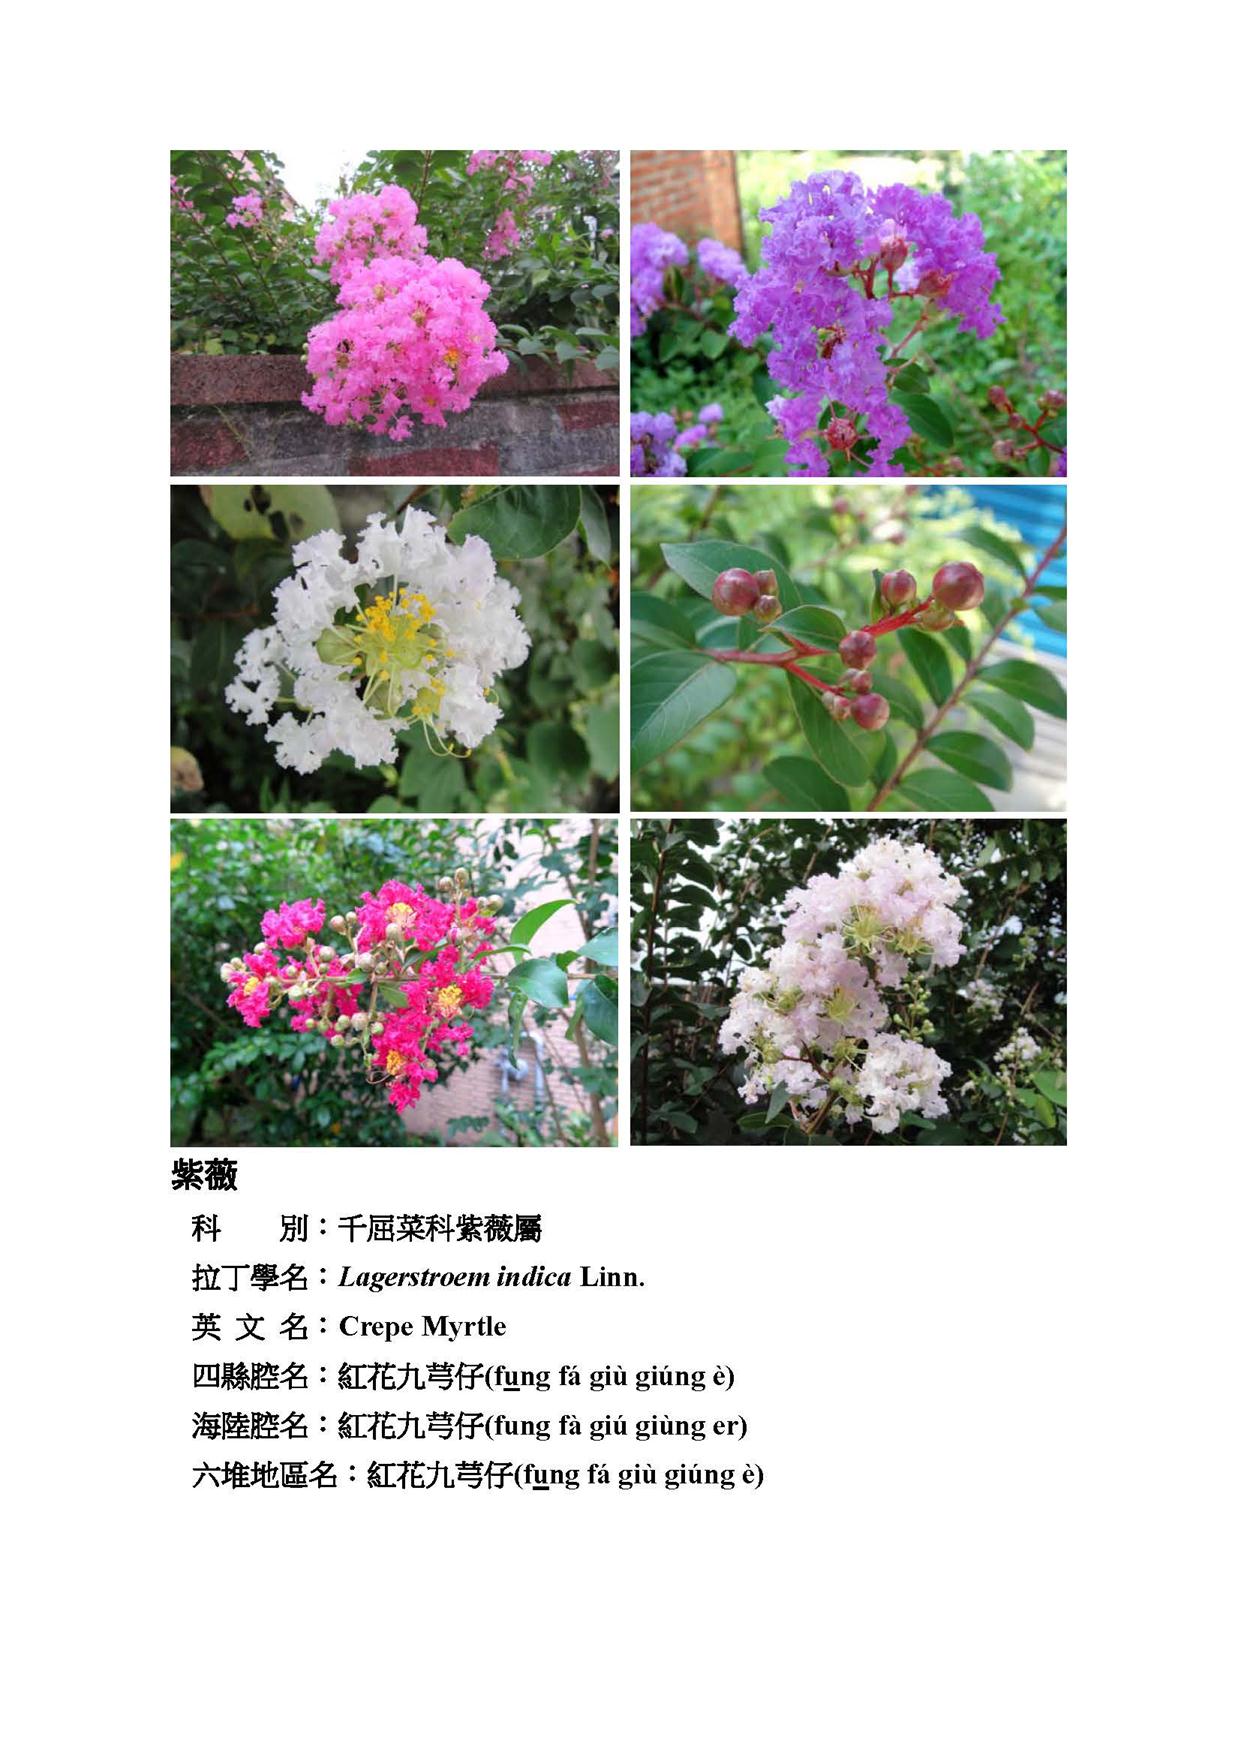 紫薇
科　　別：千屈菜科紫薇屬
拉丁學名：Lagerstroem indica Linn.
英 文 名：Crepe Myrtle
四縣腔名：紅花九芎仔(fung fá giù giúng è)
海陸腔名：紅花九芎仔(fung fà giú giùng er)
六堆地區名：紅花九芎仔(fung fá giù giúng è)